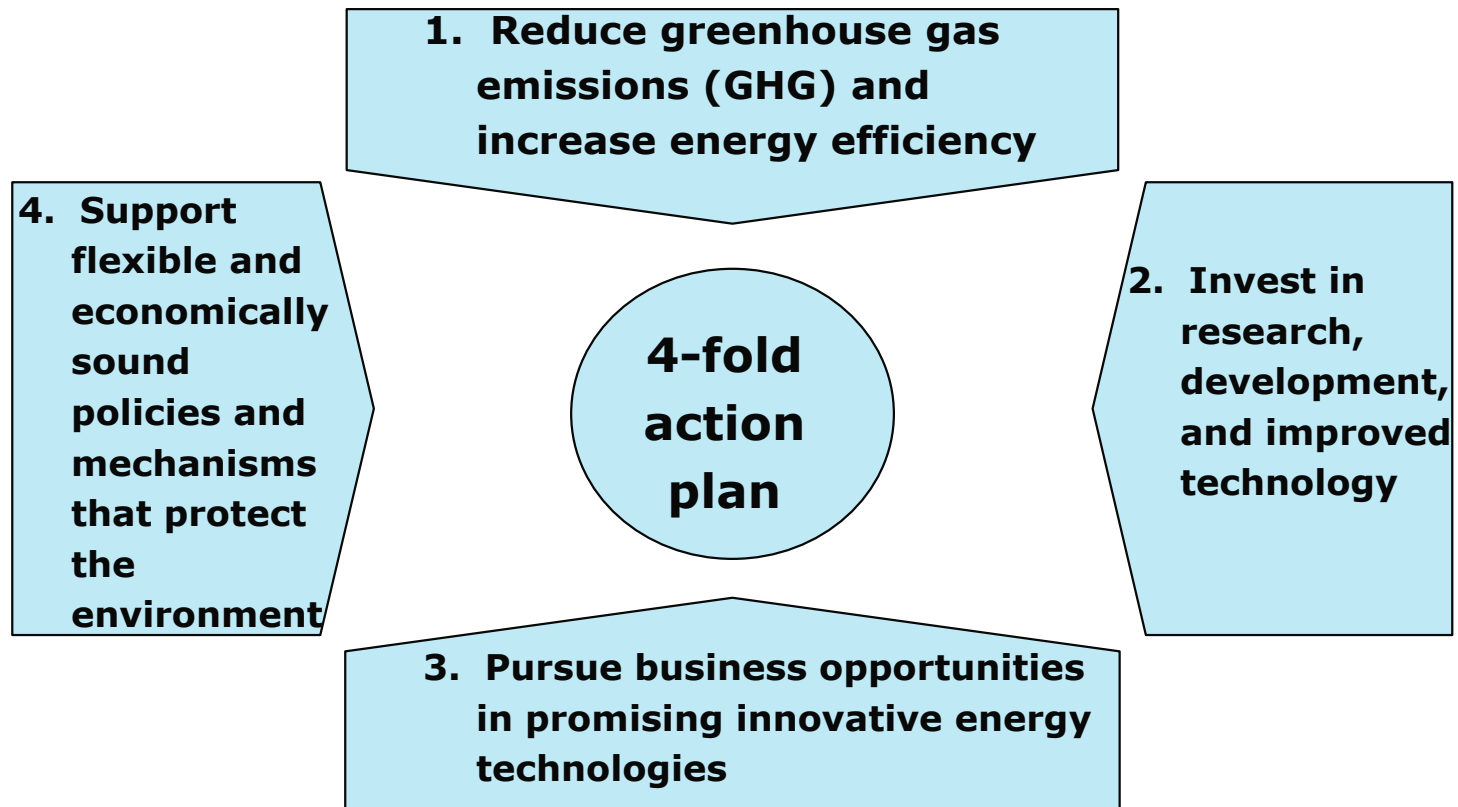 1. Reduce greenhouse gas
emissions (GHG) and
increase energy efficiency
4. Support
flexible and
economically
sound
policies and
mechanisms
that protect
the
environment
4-fold
action
plan
2. Invest in
research,
development,
and improved
technology
3. Pursue business opportunities
in promising innovative energy
technologies